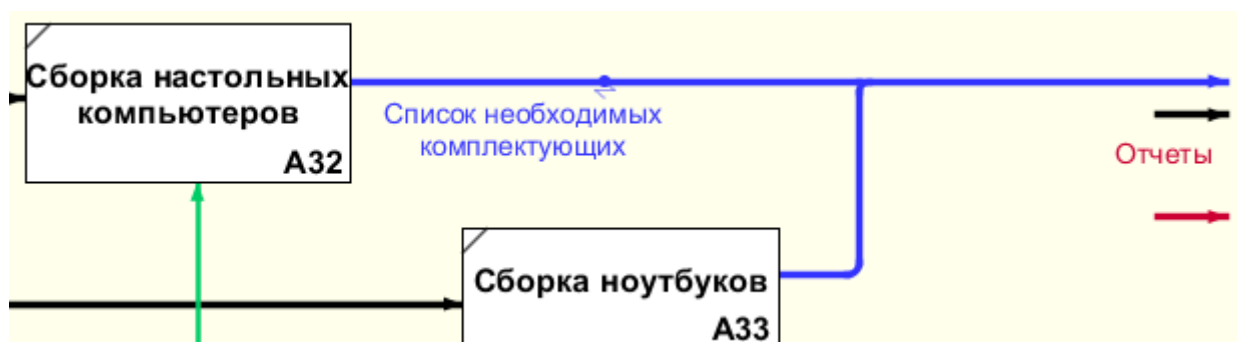 Сборка настольных
компьютеров
A32
Список необходимых
комплектующих
Отчеты
Сборка ноутбуков
A33